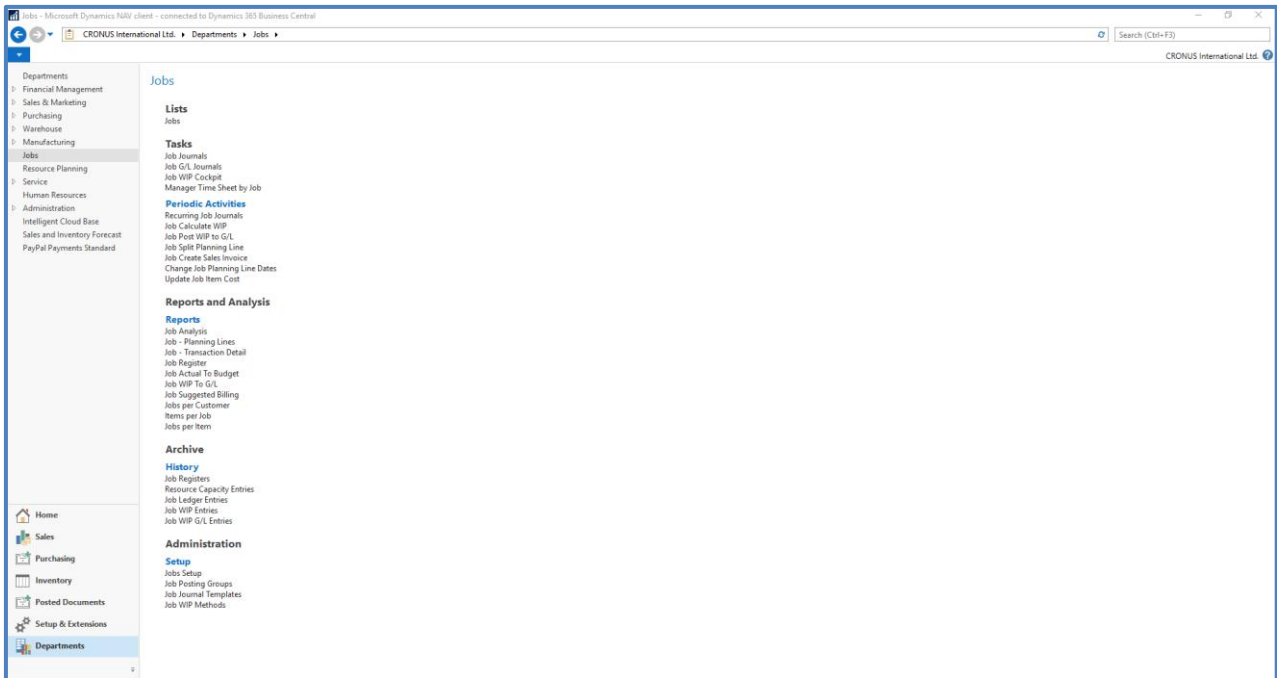 Jobs - Microsoft Dynamics NAV client - connected to Dynamics 365 Business Central
CRONUS International Ltd. Departments Jobs
Search (Ctrl+F3)
CRONUS International Ltd.
Departments
Financial Management
Sales & Marketing
Purchasing
Warehouse
Manufacturing
Jobs
Resource Planning
Service
Human Resources
Administration
Intelligent Cloud Base
Sales and Inventory Forecast
PayPal Payments Standard
Home
Sales
Purchasing
Inventory
Posted Documents
Setup & Extensions
Departments
Jobs
Lists
Jobs
Tasks
Job Journals
Job G/L Journals
Job WIP Cockpit
Manager Time Sheet by Job
Periodic Activities
Recurring Job Journals
Job Calculate WIP
Job Post WIP to G/L
Job Split Planning Line
Job Create Sales Invoice
Change Job Planning Line Dates
Update Job Item Cost
Reports and Analysis
Reports
Job Analysis
Job - Planning Lines
Job - Transaction Detail
Job Register
Job Actual To Budget
Job WIP To G/L
Job Suggested Billing
Jobs per Customer
Items per Job
Jobs per Item
Archive
History
Job Registers
Resource Capacity Entries
Job Ledger Entries
Job WIP Entries
Job WIP G/L Entries
Administration
Setup
Jobs Setup
Job Posting Groups
Job Journal Templates
Job WIP Methods